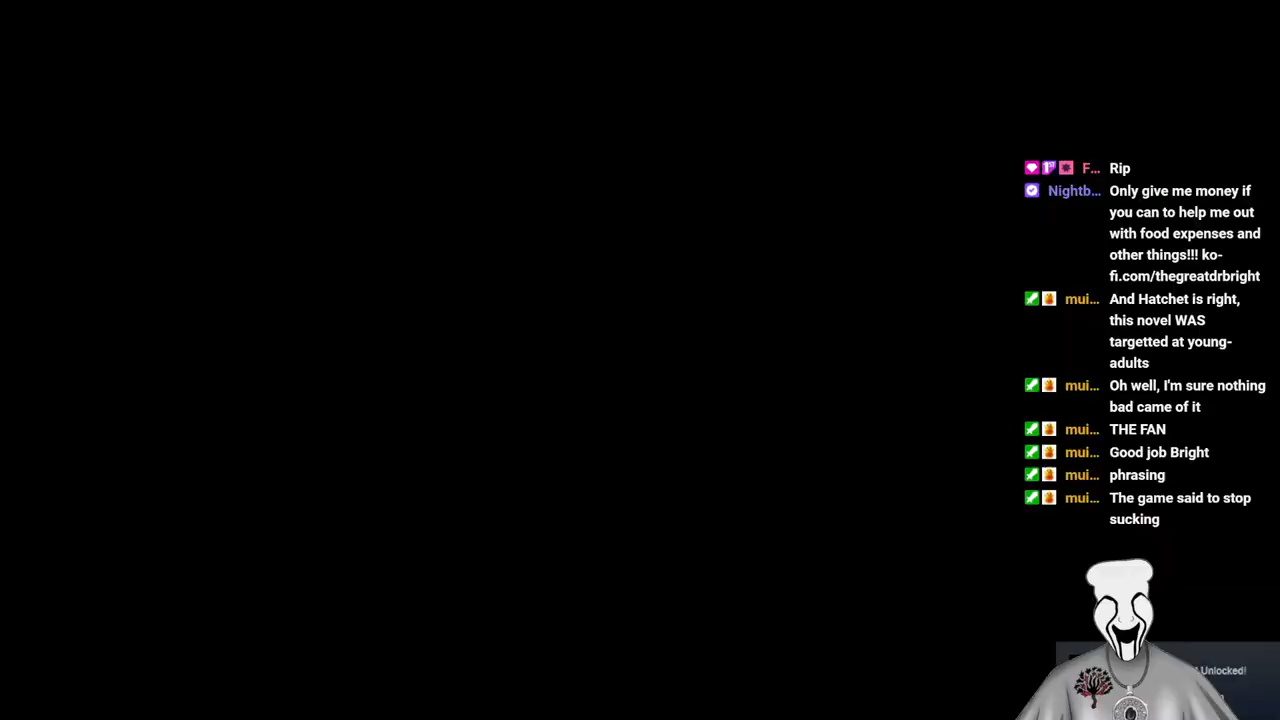 F… Rip
Nightb… Only give me money if
you can to help me out
with food expenses and
other things!!! ko-
fi.com/thegreatdrbright
mui… And Hatchet is right,
this novel WAS
targetted at young-
adults
mui… Oh well, I'm sure nothing
bad came of it
mui… THE FAN
mui… Good job Bright
mui… phrasing
mui… The game said to stop
sucking
Unlocked!